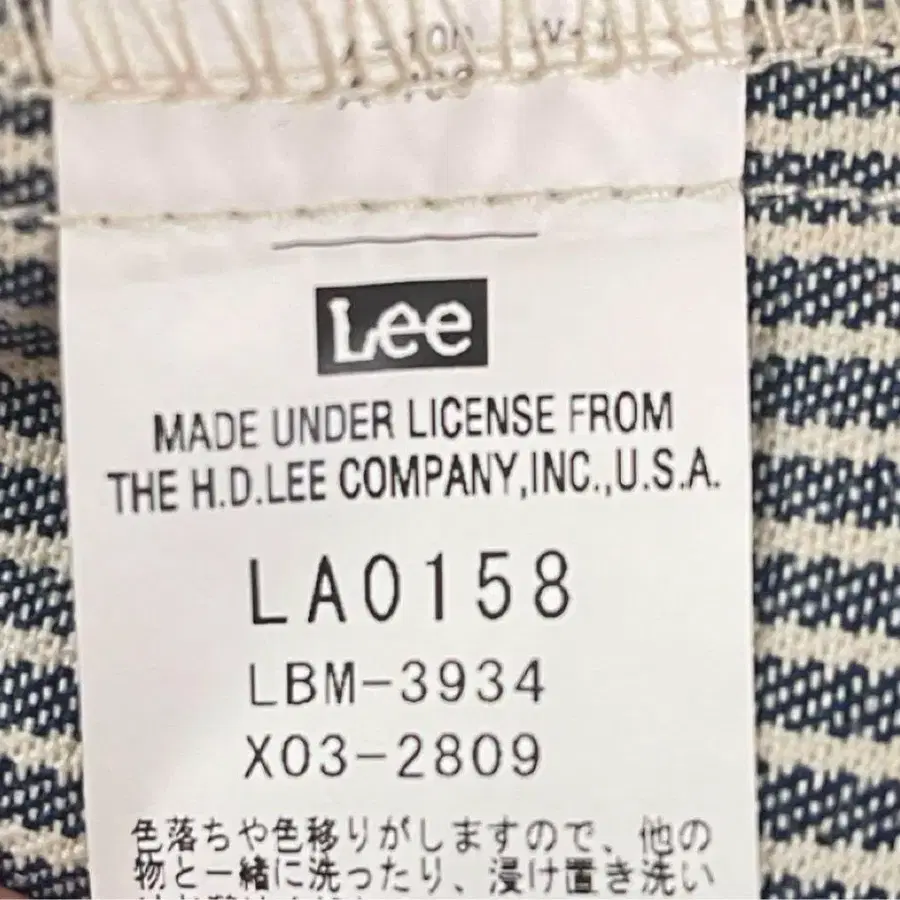 Lee
MADE UNDER LICENSE FROM
THE H.D.LEE COMPANY,INC.,U.S.A.
LA0158
LBM-3934
X03-2809
色落ちや色移りがしますので、他の
物と一緒に洗ったり、浸け置き洗い